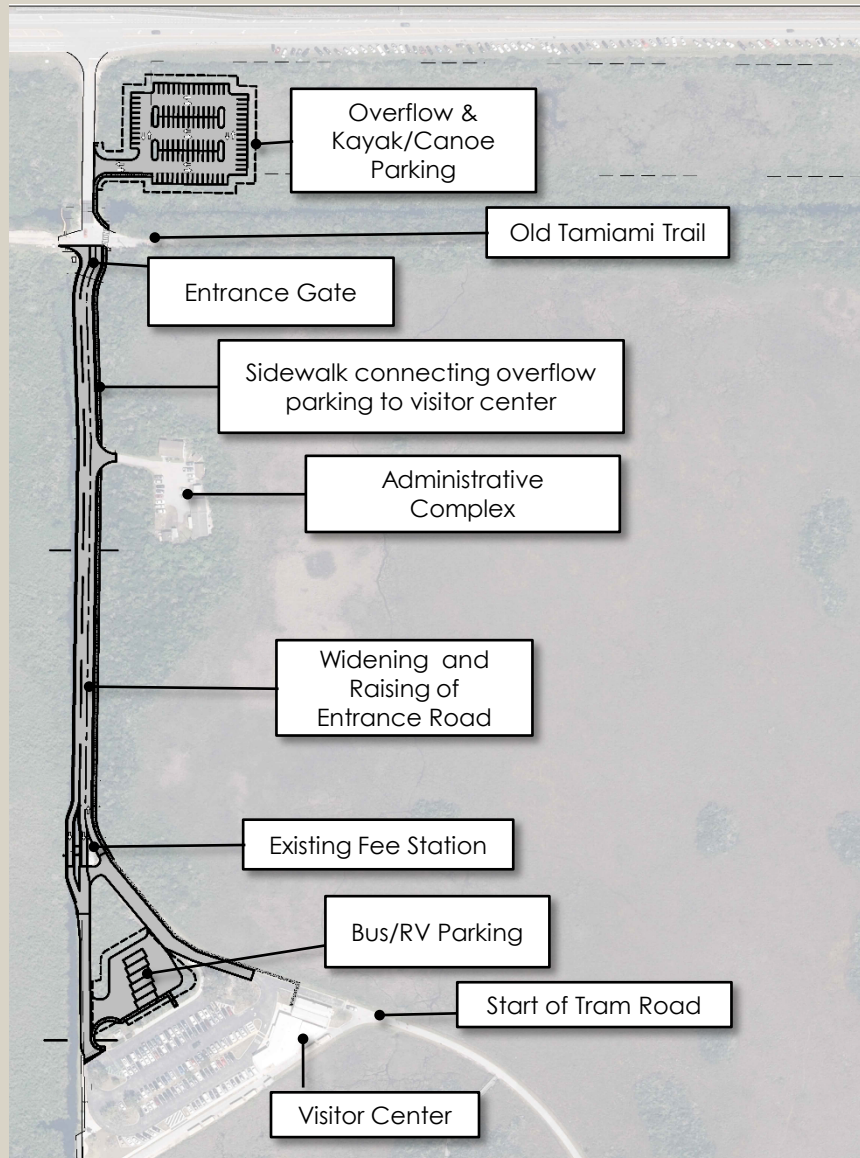 Overflow &
Kayak/Canoe
Parking
Old Tamiami Trail
Entrance Gate
Sidewalk connecting overflow
parking to visitor center
Administrative
Complex
Widening and
Raising of
Entrance Road
Existing Fee Station
Bus/RV Parking
Start of Tram Road
Visitor Center